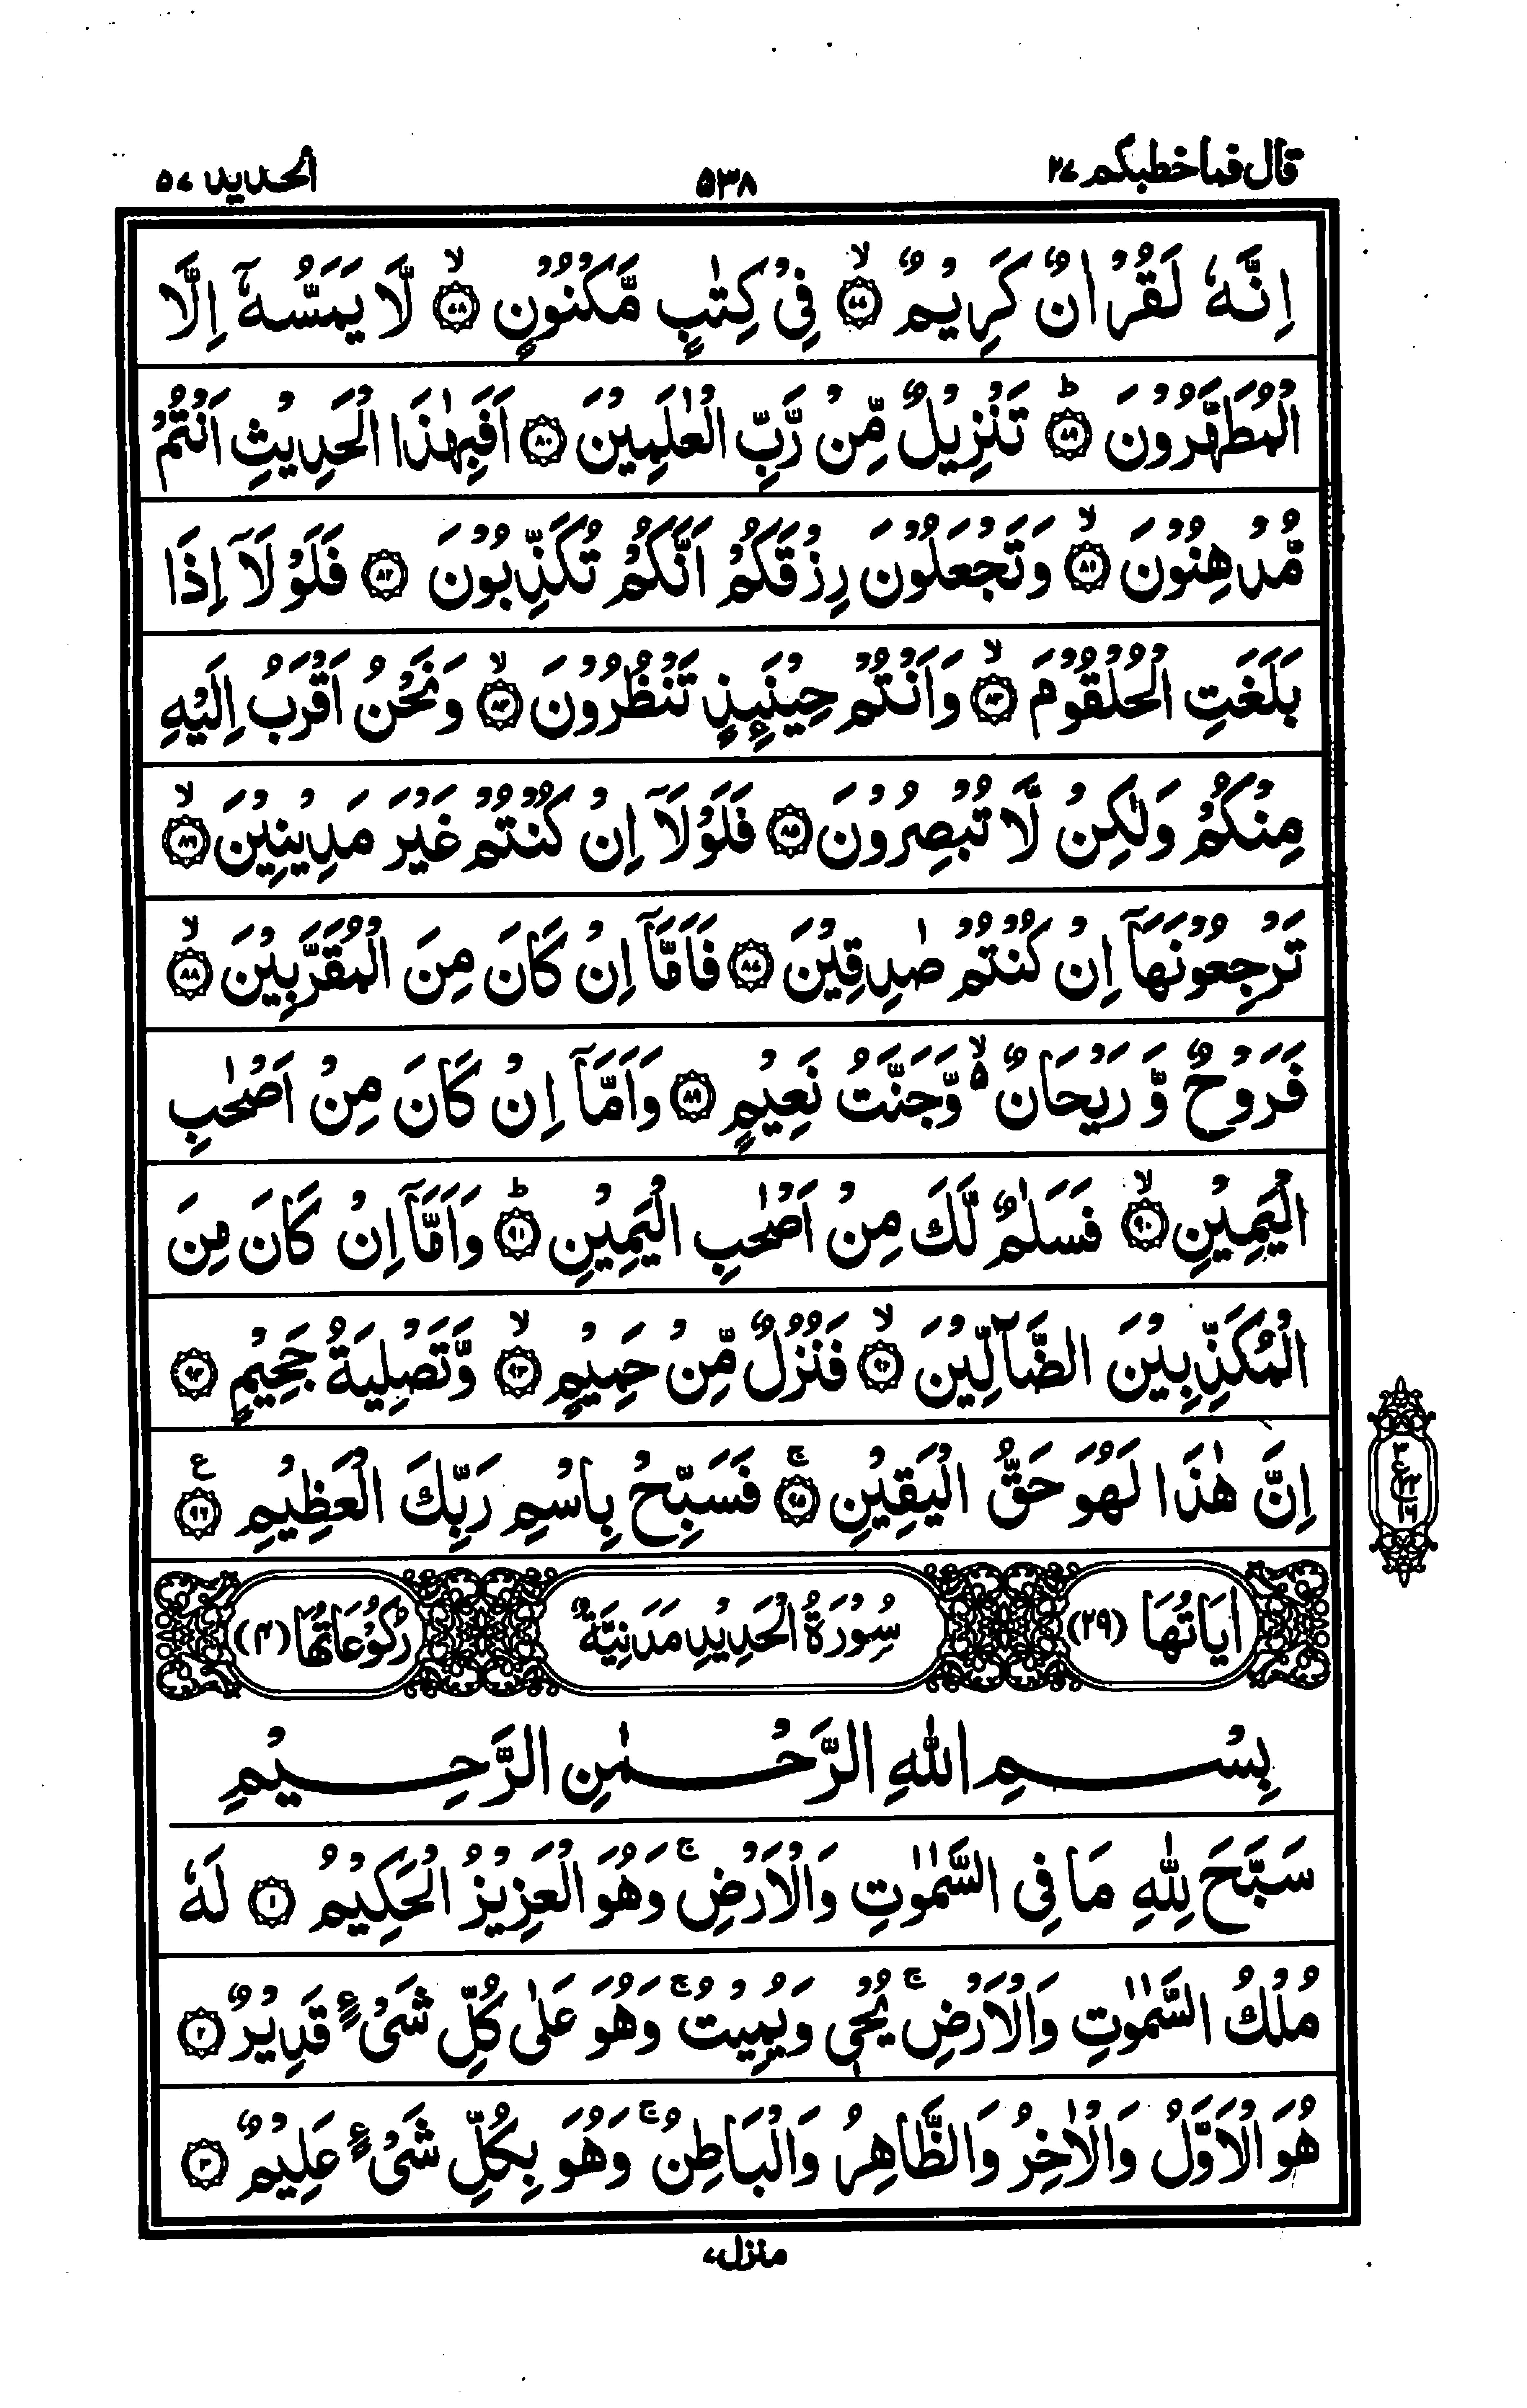 قال فما خطبكم ٢٧ ٥٣٨ الحديد ٥٧
اِنَّهٗ لَقُرْاٰنٌ كَرِيْمٌ ۙ﴿٧٧﴾ فِيْ كِتٰبٍ مَّكْنُوْنٍ ۙ﴿٧٨﴾ لَّا يَمَسُّهٗٓ اِلَّا
الْمُطَهَّرُوْنَ ؕ﴿٧٩﴾ تَنْزِيْلٌ مِّنْ رَّبِّ الْعٰلَمِيْنَ ﴿٨٠﴾ اَفَبِهٰذَا الْحَدِيْثِ اَنْتُمْ
مُّدْهِنُوْنَ ۙ﴿٨١﴾ وَتَجْعَلُوْنَ رِزْقَكُمْ اَنَّكُمْ تُكَذِّبُوْنَ ﴿٨٢﴾ فَلَوْلَآ اِذَا
بَلَغَتِ الْحُلْقُوْمَ ۙ﴿٨٣﴾ وَاَنْتُمْ حِيْنَئِذٍ تَنْظُرُوْنَ ۙ﴿٨٤﴾ وَنَحْنُ اَقْرَبُ اِلَيْهِ
مِنْكُمْ وَلٰكِنْ لَّا تُبْصِرُوْنَ ﴿٨٥﴾ فَلَوْلَآ اِنْ كُنْتُمْ غَيْرَ مَدِيْنِيْنَ ۙ﴿٨٦﴾
تَرْجِعُوْنَهَآ اِنْ كُنْتُمْ صٰدِقِيْنَ ﴿٨٧﴾ فَاَمَّآ اِنْ كَانَ مِنَ الْمُقَرَّبِيْنَ ۙ﴿٨٨﴾
فَرَوْحٌ وَّرَيْحَانٌ ۙ۬ وَّجَنَّتُ نَعِيْمٍ ﴿٨٩﴾ وَاَمَّآ اِنْ كَانَ مِنْ اَصْحٰبِ
الْيَمِيْنِ ۙ﴿٩٠﴾ فَسَلٰمٌ لَّكَ مِنْ اَصْحٰبِ الْيَمِيْنِ ؕ﴿٩١﴾ وَاَمَّآ اِنْ كَانَ مِنَ
الْمُكَذِّبِيْنَ الضَّآلِّيْنَ ۙ﴿٩٢﴾ فَنُزُلٌ مِّنْ حَمِيْمٍ ۙ﴿٩٣﴾ وَّتَصْلِيَةُ جَحِيْمٍ ﴿٩٤﴾
اِنَّ هٰذَا لَهُوَ حَقُّ الْيَقِيْنِ ۚ﴿٩٥﴾ فَسَبِّحْ بِاسْمِ رَبِّكَ الْعَظِيْمِ ﴿٩٦﴾ ع
اٰيَاتُهَا (٢٩) سُوْرَةُ الْحَدِيْدِ مَدَنِيَّةٌ رُكُوْعَاتُهَا (٤)
بِسْمِ اللّٰهِ الرَّحْمٰنِ الرَّحِيْمِ
سَبَّحَ لِلّٰهِ مَا فِي السَّمٰوٰتِ وَالْاَرْضِ ۚ وَهُوَ الْعَزِيْزُ الْحَكِيْمُ ﴿١﴾ لَهٗ
مُلْكُ السَّمٰوٰتِ وَالْاَرْضِ ۚ يُحْيٖ وَيُمِيْتُ ۚ وَهُوَ عَلٰى كُلِّ شَيْءٍ قَدِيْرٌ ﴿٢﴾
هُوَ الْاَوَّلُ وَالْاٰخِرُ وَالظَّاهِرُ وَالْبَاطِنُ ۚ وَهُوَ بِكُلِّ شَيْءٍ عَلِيْمٌ ﴿٣﴾
منزل ٧